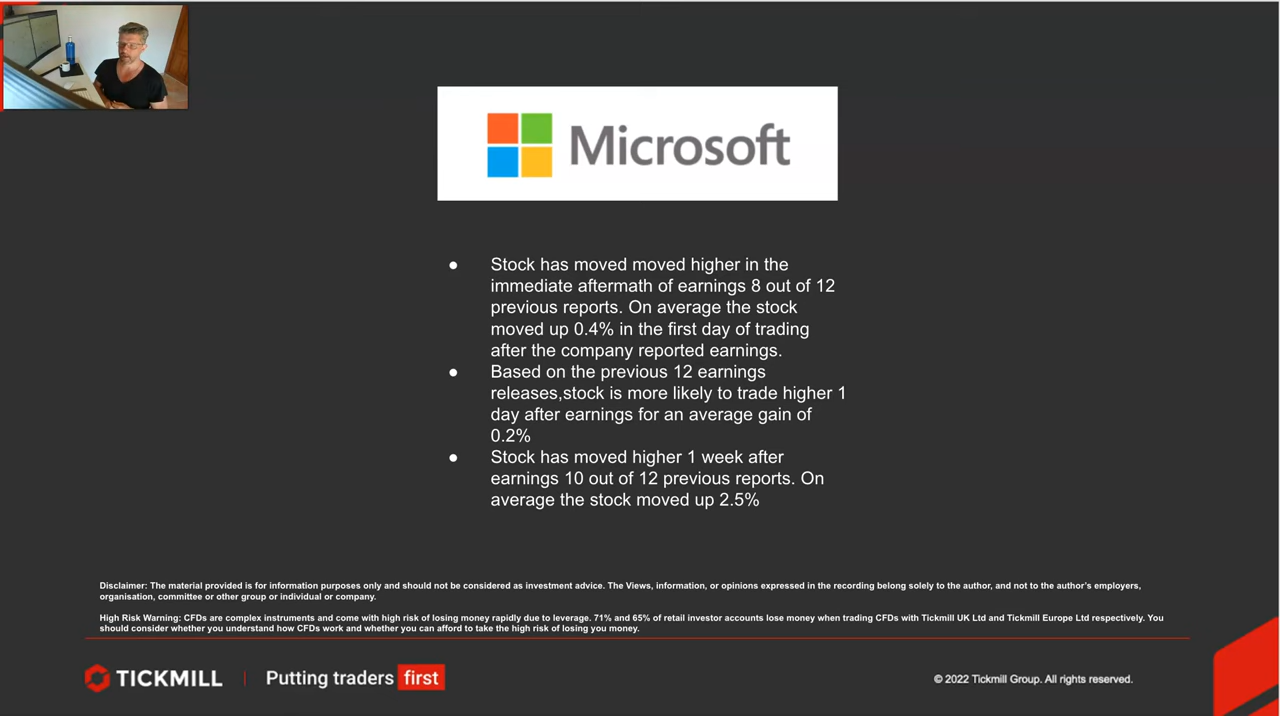 Microsoft
● Stock has moved moved higher in the
immediate aftermath of earnings 8 out of 12
previous reports. On average the stock
moved up 0.4% in the first day of trading
after the company reported earnings.
● Based on the previous 12 earnings
releases,stock is more likely to trade higher 1
day after earnings for an average gain of
0.2%
● Stock has moved higher 1 week after
earnings 10 out of 12 previous reports. On
average the stock moved up 2.5%
Disclaimer: The material provided is for information purposes only and should not be considered as investment advice. The Views, information, or opinions expressed in the recording belong solely to the author, and not to the author's employers,
organisation, committee or other group or individual or company.
High Risk Warning: CFDs are complex instruments and come with high risk of losing money rapidly due to leverage. 71% and 65% of retail investor accounts lose money when trading CFDs with Tickmill UK Ltd and Tickmill Europe Ltd respectively. You
should consider whether you understand how CFDs work and whether you can afford to take the high risk of losing you money.
TICKMILL | Putting traders first
© 2022 Tickmill Group. All rights reserved.